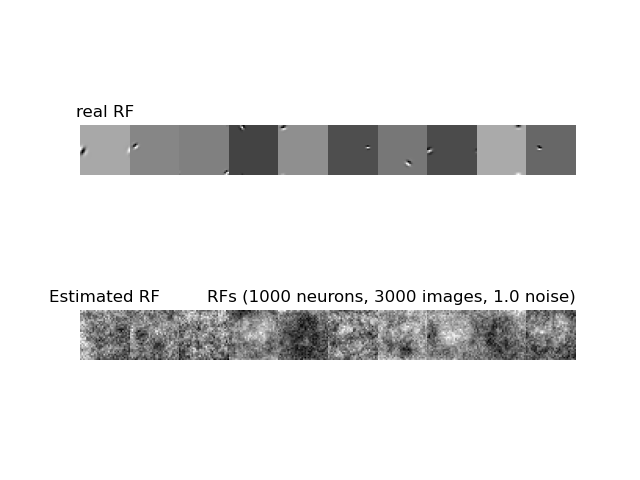 real RF
Estimated RF
RFs (1000 neurons, 3000 images, 1.0 noise)